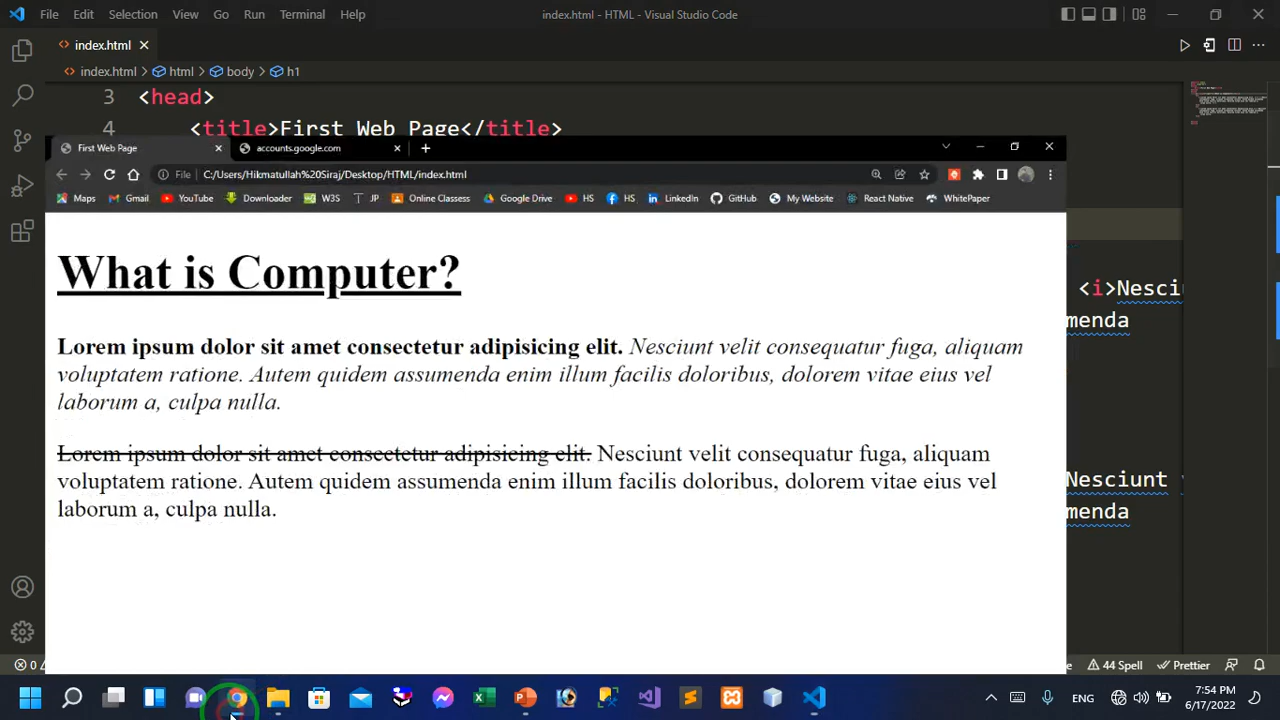 File Edit Selection View Go Run Terminal Help index.html - HTML - Visual Studio Code
index.html
index.html > html > body > h1
3 <head>
4 <title>First Web Page</title>
First Web Page accounts.google.com
File C:/Users/Hikmatullah%20Siraj/Desktop/HTML/index.html
Maps Gmail YouTube Downloader W3S JP Online Classess Google Drive HS HS LinkedIn GitHub My Website React Native WhitePaper
What is Computer?
<i>Nesciu
menda
Lorem ipsum dolor sit amet consectetur adipisicing elit. Nesciunt velit consequatur fuga, aliquam
voluptatem ratione. Autem quidem assumenda enim illum facilis doloribus, dolorem vitae eius vel
laborum a, culpa nulla.
Lorem ipsum dolor sit amet consectetur adipisicing elit. Nesciunt velit consequatur fuga, aliquam
voluptatem ratione. Autem quidem assumenda enim illum facilis doloribus, dolorem vitae eius vel
laborum a, culpa nulla.
Nesciunt
menda
0 44 Spell Prettier
ENG 7:54 PM
6/17/2022